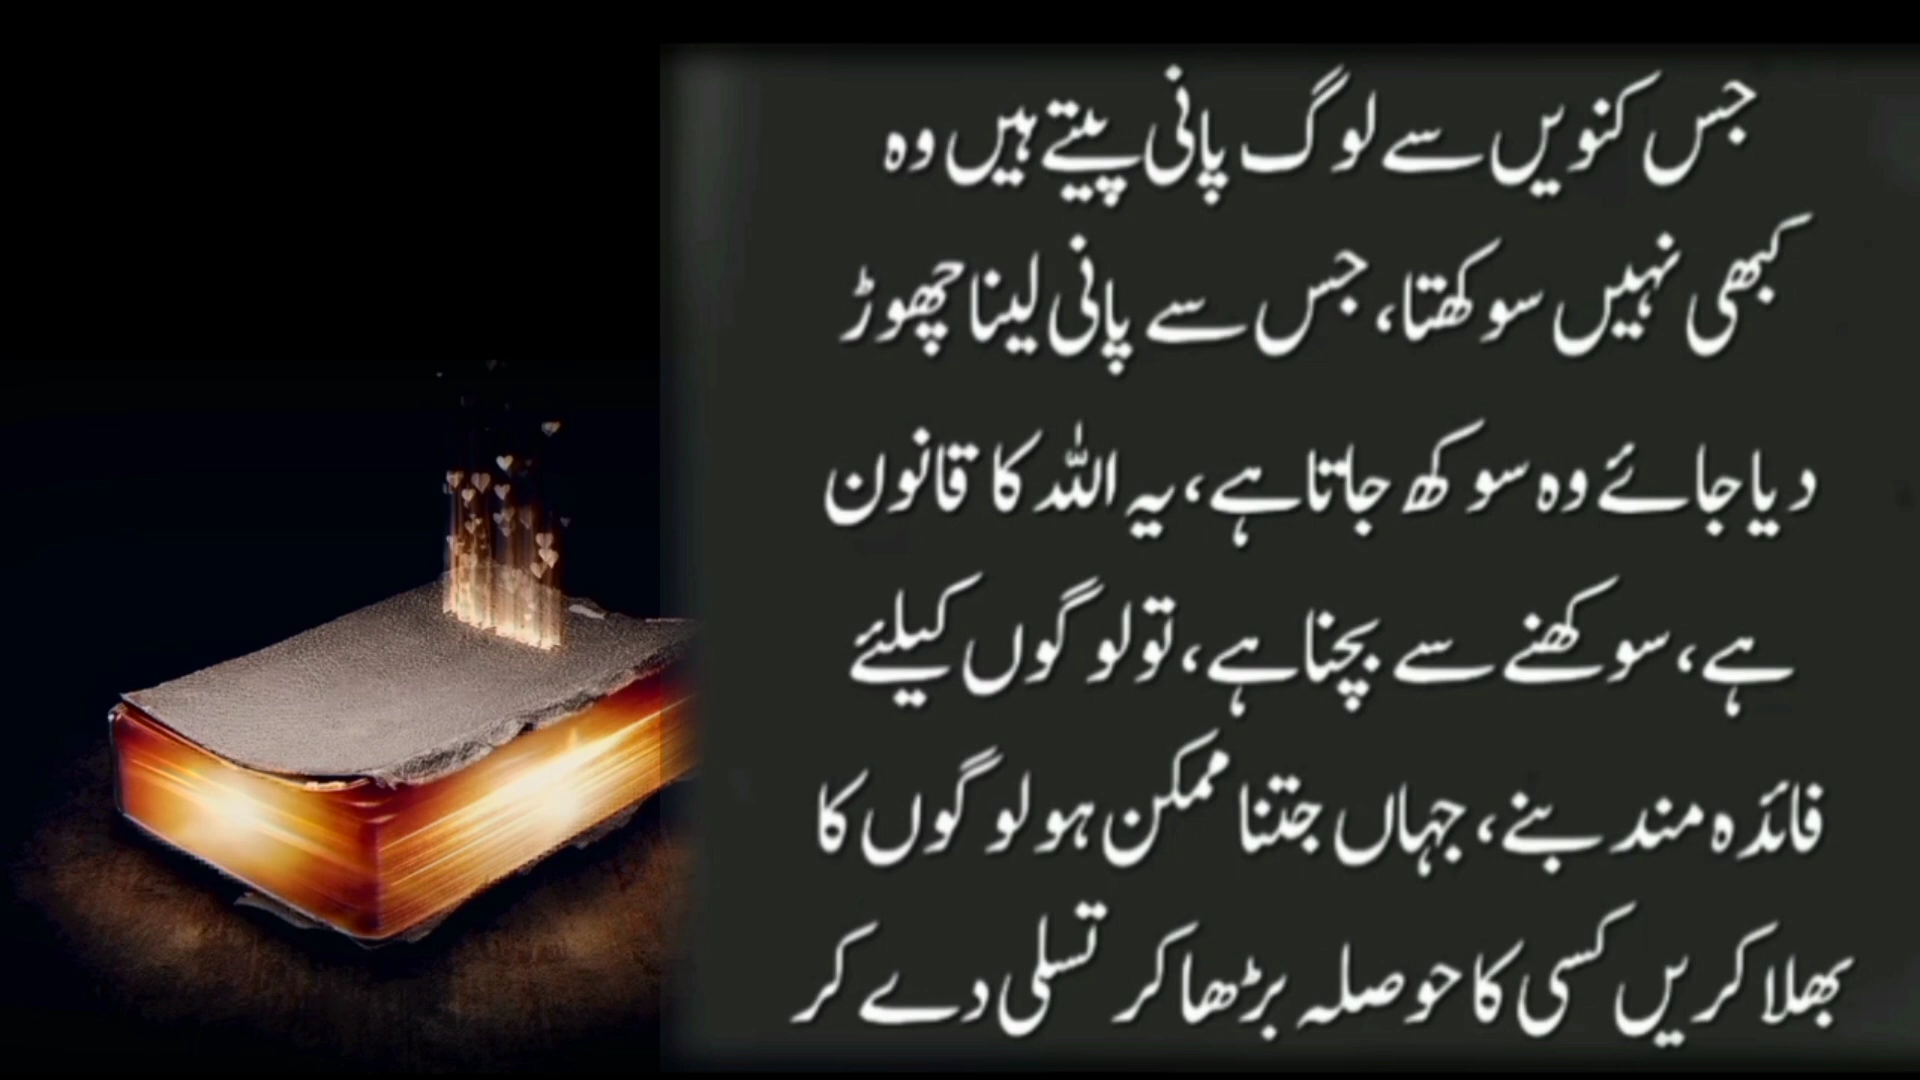 جس کنویں سے لوگ پانی پیتے ہیں وہ
کبھی نہیں سوکھتا، جس سے پانی لینا چھوڑ
دیا جائے وہ سوکھ جاتا ہے، یہ اللہ کا قانون
ہے، سوکھنے سے بچنا ہے، تو لوگوں کیلئے
فائدہ مند بنے، جہاں جتنا ممکن ہو لوگوں کا
بھلا کریں کسی کا حوصلہ بڑھا کر تسلی دے کر